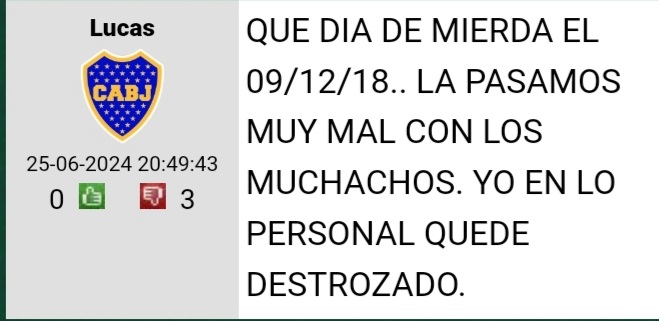 Lucas
CABJ
25-06-2024 20:49:43
0 3
QUE DIA DE MIERDA EL
09/12/18.. LA PASAMOS
MUY MAL CON LOS
MUCHACHOS. YO EN LO
PERSONAL QUEDE
DESTROZADO.